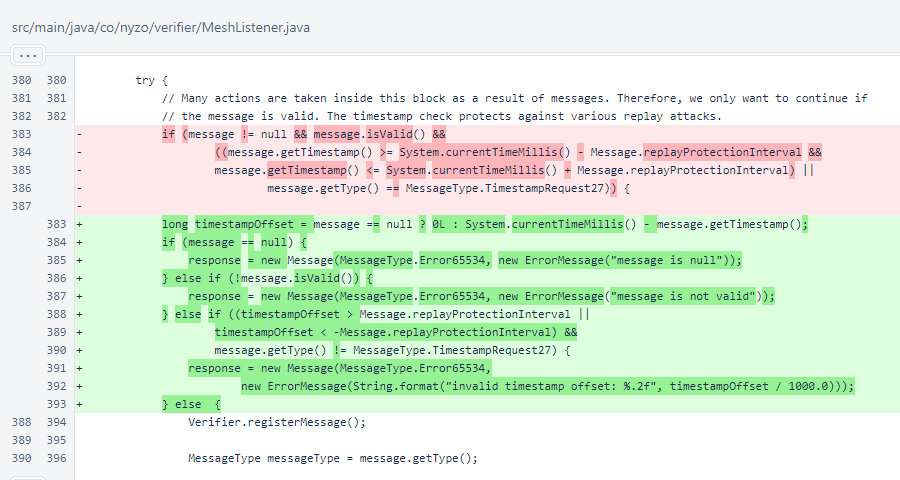 src/main/java/co/nyzo/verifier/MeshListener.java
...
380 380 try {
381 381 // Many actions are taken inside this block as a result of messages. Therefore, we only want to continue if
382 382 // the message is valid. The timestamp check protects against various replay attacks.
383 - if (message != null && message.isValid() &&
384 - ((message.getTimestamp() >= System.currentTimeMillis() - Message.replayProtectionInterval &&
385 - message.getTimestamp() <= System.currentTimeMillis() + Message.replayProtectionInterval) ||
386 - message.getType() == MessageType.TimestampRequest27)) {
387 -
383 + long timestampOffset = message == null ? 0L : System.currentTimeMillis() - message.getTimestamp();
384 + if (message == null) {
385 + response = new Message(MessageType.Error65534, new ErrorMessage("message is null"));
386 + } else if (!message.isValid()) {
387 + response = new Message(MessageType.Error65534, new ErrorMessage("message is not valid"));
388 + } else if ((timestampOffset > Message.replayProtectionInterval ||
389 + timestampOffset < -Message.replayProtectionInterval) &&
390 + message.getType() != MessageType.TimestampRequest27) {
391 + response = new Message(MessageType.Error65534,
392 + new ErrorMessage(String.format("invalid timestamp offset: %.2f", timestampOffset / 1000.0)));
393 + } else  {
388 394 Verifier.registerMessage();
389 395
390 396 MessageType messageType = message.getType();